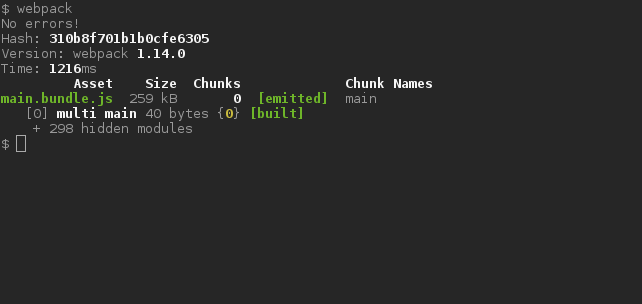 $ webpack
No errors!
Hash: 310b8f701b1b0cfe6305
Version: webpack 1.14.0
Time: 1216ms
Asset Size Chunks Chunk Names
main.bundle.js 259 kB 0 [emitted] main
[0] multi main 40 bytes {0} [built]
+ 298 hidden modules
$